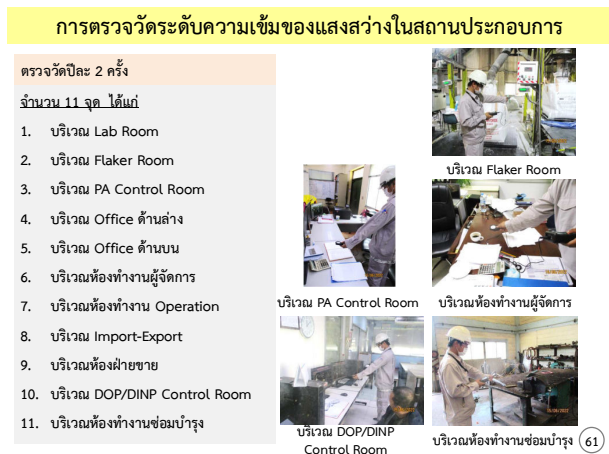 การตรวจวัดระดับความเข้มของแสงสว่างในสถานประกอบการ
ตรวจวัดปีละ 2 ครั้ง
จำนวน 11 จุด ได้แก่
1. บริเวณ Lab Room
2. บริเวณ Flaker Room
3. บริเวณ PA Control Room
4. บริเวณ Office ด้านล่าง
5. บริเวณ Office ด้านบน
6. บริเวณห้องทำงานผู้จัดการ
7. บริเวณห้องทำงาน Operation
8. บริเวณ Import-Export
9. บริเวณห้องฝ่ายขาย
10. บริเวณ DOP/DINP Control Room
11. บริเวณห้องทำงานซ่อมบำรุง
บริเวณ Flaker Room
บริเวณ PA Control Room
บริเวณห้องทำงานผู้จัดการ
บริเวณ DOP/DINP
Control Room
บริเวณห้องทำงานซ่อมบำรุง
61